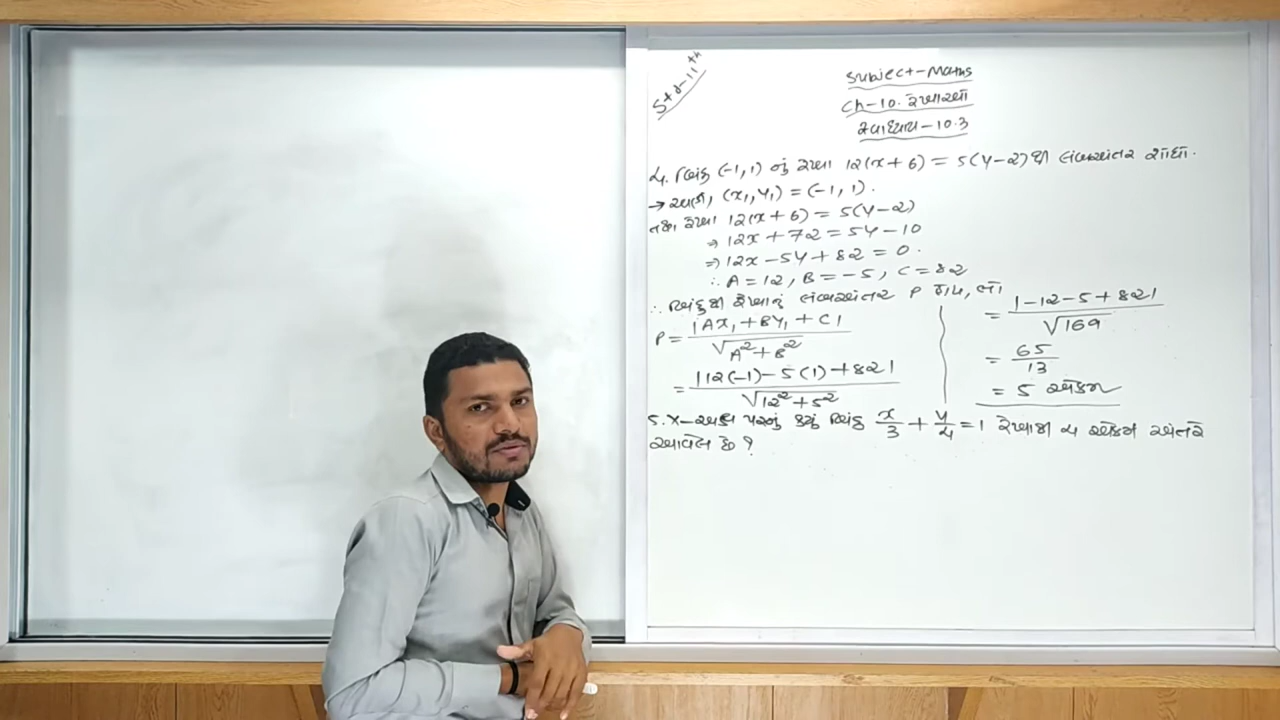 Std-11th
Subject-Maths
Ch-10. રેખાઓ
સ્વાધ્યાય-10.3
4. બિંદુ (-1,1) નું રેખા 12(x+6) = 5(y-2) થી લંબઅંતર શોધો.
→ અહીં, (x₁,y₁) = (-1, 1).
તથા રેખા 12(x+6) = 5(y-2)
⇒ 12x + 72 = 5y - 10
⇒ 12x - 5y + 82 = 0.
∴ A = 12, B = -5, C = 82
∴ બિંદુથી રેખાનું લંબઅંતર P હોય, તો
P = |Ax₁ + By₁ + C| / √A² + B²
= |12(-1) - 5(1) + 82| / √12² + 5²
= |-12 - 5 + 82| / √169
= 65 / 13
= 5 એકમ
5. X-અક્ષ પરનું કયું બિંદુ x/3 + y/4 = 1 રેખાથી 4 એકમ અંતરે
આવેલ છે ?